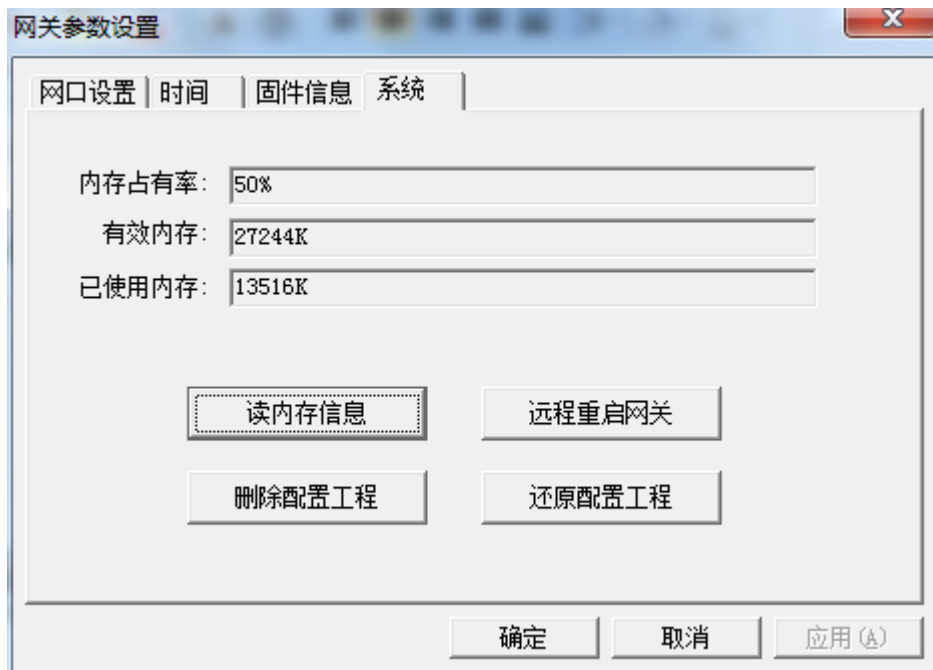 网关参数设置
网口设置 时间 固件信息 系统
内存占有率: 50%
有效内存: 27244K
已使用内存: 13516K
读内存信息 远程重启网关
删除配置工程 还原配置工程
确定 取消 应用(A)